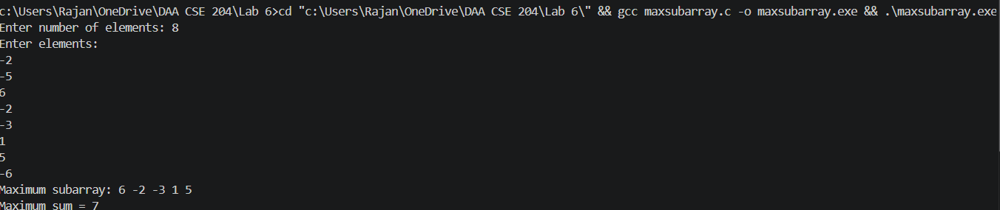 c:\Users\Rajan\OneDrive\DAA CSE 204\Lab 6>cd "c:\Users\Rajan\OneDrive\DAA CSE 204\Lab 6\" && gcc maxsubarray.c -o maxsubarray.exe && .\maxsubarray.exe
Enter number of elements: 8
Enter elements:
-2
-5
6
-2
-3
1
5
-6
Maximum subarray: 6 -2 -3 1 5
Maximum sum = 7